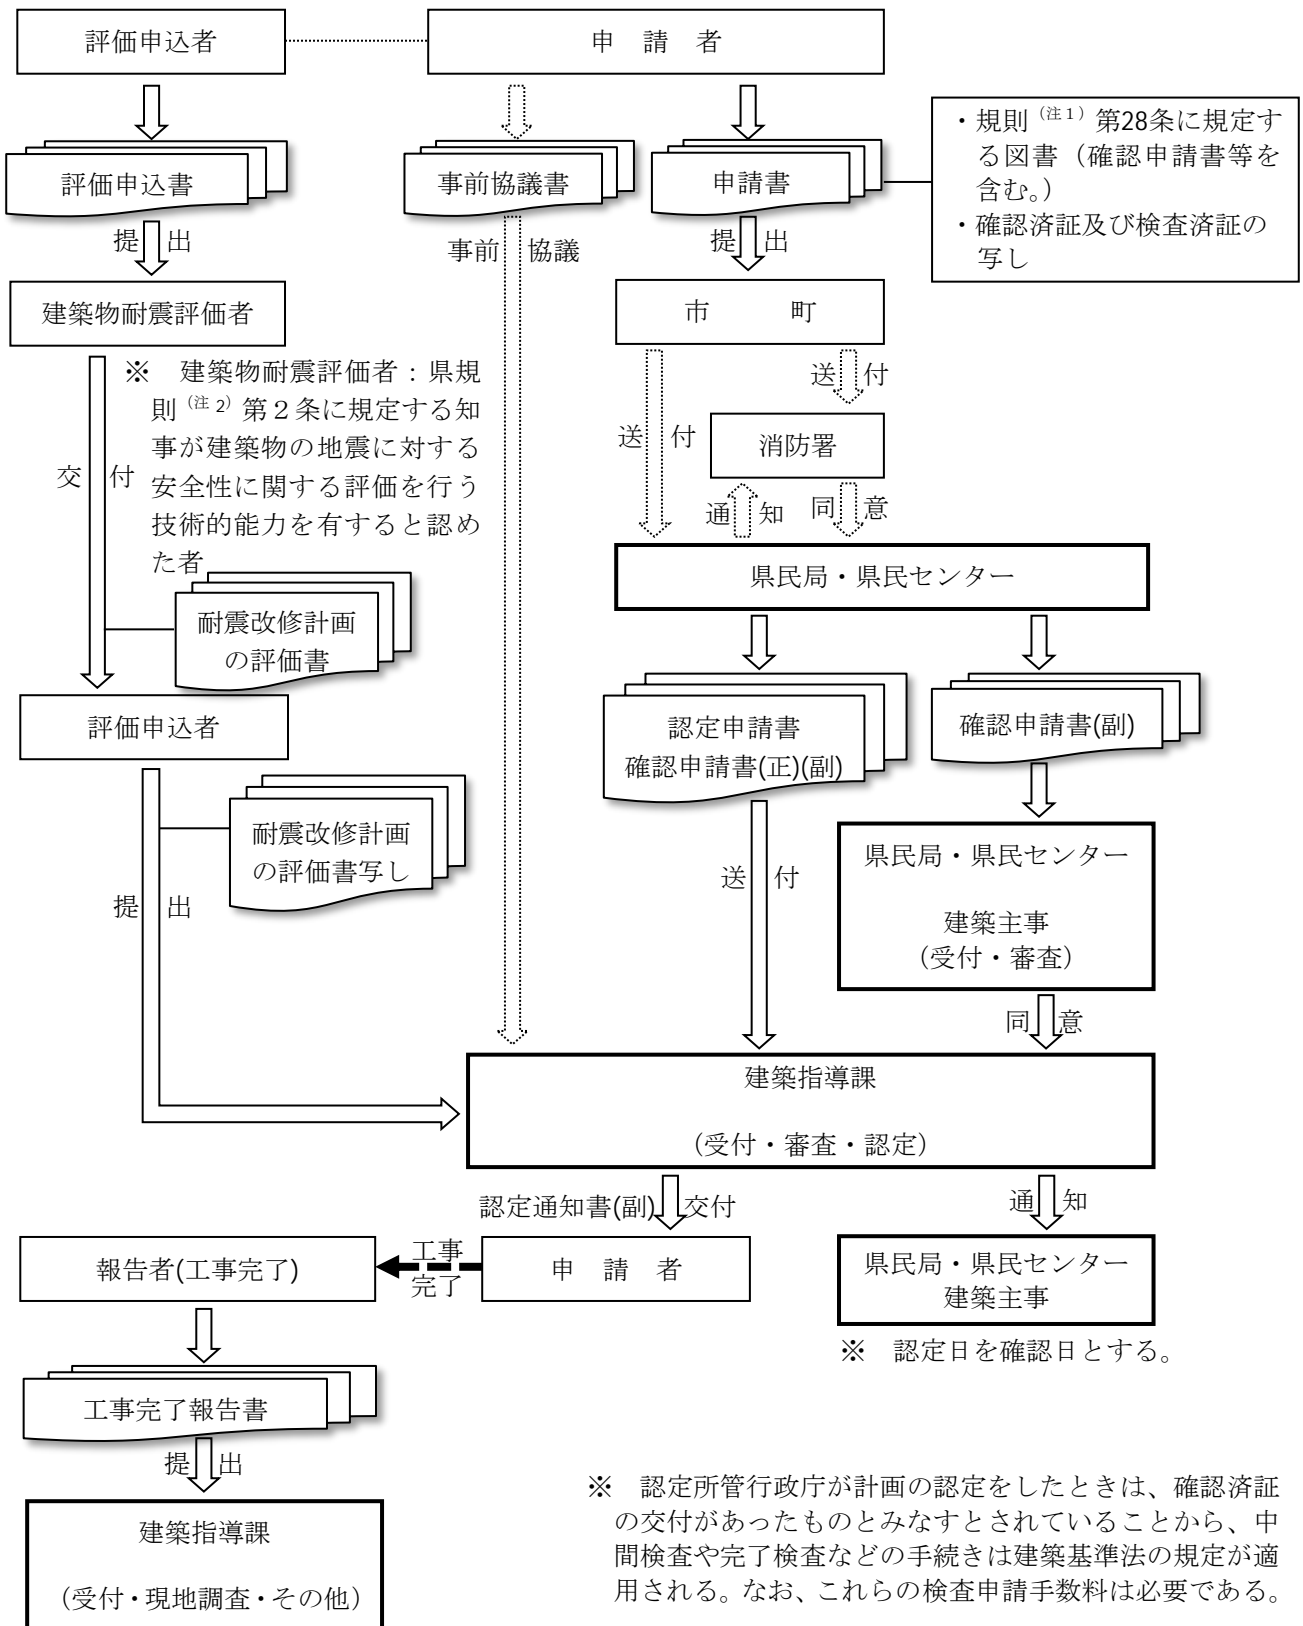 評価申込者
申　請　者
評価申込書
事前協議書
申請書
・規則（注１）第28条に規定す
る図書（確認申請書等を
含む。）
・確認済証及び検査済証の
写し
提 出
事前 協議
提 出
建築物耐震評価者
市　　　町
※　建築物耐震評価者：県規
則（注 2）第２条に規定する知
事が建築物の地震に対する
安全性に関する評価を行う
技術的能力を有すると認め
た者
交 付
送 付
送 付
消防署
通 知
同 意
県民局・県民センター
耐震改修計画
の評価書
評価申込者
認定申請書
確認申請書(正)(副)
確認申請書(副)
耐震改修計画
の評価書写し
提 出
送 付
県民局・県民センター
建築主事
（受付・審査）
同 意
建築指導課
（受付・審査・認定）
認定通知書(副) 交付
通 知
報告者(工事完了)
工事
完了
申　請　者
県民局・県民センター
建築主事
※　認定日を確認日とする。
工事完了報告書
提 出
建築指導課
（受付・現地調査・その他）
※　認定所管行政庁が計画の認定をしたときは、確認済証
の交付があったものとみなすとされていることから、中
間検査や完了検査などの手続きは建築基準法の規定が適
用される。なお、これらの検査申請手数料は必要である。